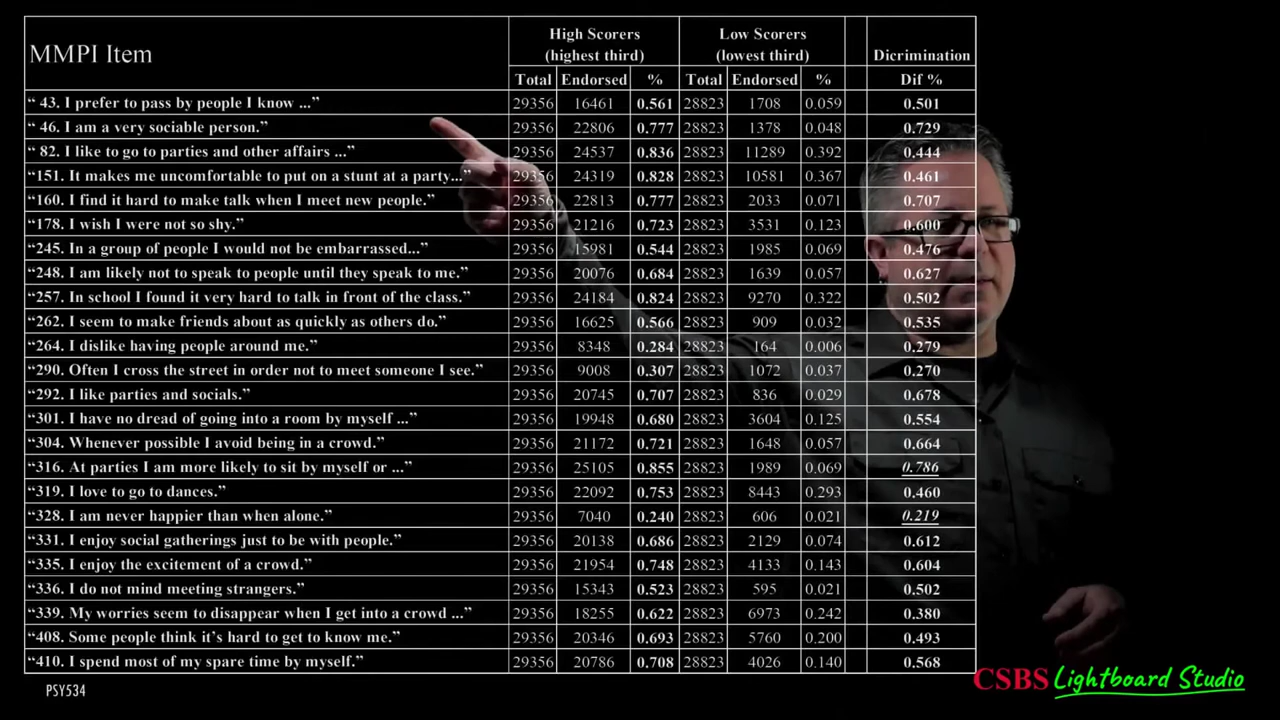 MMPI Item High Scorers (highest third) Low Scorers (lowest third) Dicrimination
Total Endorsed % Total Endorsed % Dif %
“ 43. I prefer to pass by people I know ...” 29356 16461 0.561 28823 1708 0.059 0.501
“ 46. I am a very sociable person.” 29356 22806 0.777 28823 1378 0.048 0.729
“ 82. I like to go to parties and other affairs ...” 29356 24537 0.836 28823 11289 0.392 0.444
“151. It makes me uncomfortable to put on a stunt at a party...” 29356 24319 0.828 28823 10581 0.367 0.461
“160. I find it hard to make talk when I meet new people.” 29356 22813 0.777 28823 2033 0.071 0.707
“178. I wish I were not so shy.” 29356 21216 0.723 28823 3531 0.123 0.600
“245. In a group of people I would not be embarrassed...” 29356 15981 0.544 28823 1985 0.069 0.476
“248. I am likely not to speak to people until they speak to me.” 29356 20076 0.684 28823 1639 0.057 0.627
“257. In school I found it very hard to talk in front of the class.” 29356 24184 0.824 28823 9270 0.322 0.502
“262. I seem to make friends about as quickly as others do.” 29356 16625 0.566 28823 909 0.032 0.535
“264. I dislike having people around me.” 29356 8348 0.284 28823 164 0.006 0.279
“290. Often I cross the street in order not to meet someone I see.” 29356 9008 0.307 28823 1072 0.037 0.270
“292. I like parties and socials.” 29356 20745 0.707 28823 836 0.029 0.678
“301. I have no dread of going into a room by myself ...” 29356 19948 0.680 28823 3604 0.125 0.554
“304. Whenever possible I avoid being in a crowd.” 29356 21172 0.721 28823 1648 0.057 0.664
“316. At parties I am more likely to sit by myself or ...” 29356 25105 0.855 28823 1989 0.069 0.786
“319. I love to go to dances.” 29356 22092 0.753 28823 8443 0.293 0.460
“328. I am never happier than when alone.” 29356 7040 0.240 28823 606 0.021 0.219
“331. I enjoy social gatherings just to be with people.” 29356 20138 0.686 28823 2129 0.074 0.612
“335. I enjoy the excitement of a crowd.” 29356 21954 0.748 28823 4133 0.143 0.604
“336. I do not mind meeting strangers.” 29356 15343 0.523 28823 595 0.021 0.502
“339. My worries seem to disappear when I get into a crowd ...” 29356 18255 0.622 28823 6973 0.242 0.380
“408. Some people think it’s hard to get to know me.” 29356 20346 0.693 28823 5760 0.200 0.493
“410. I spend most of my spare time by myself.” 29356 20786 0.708 28823 4026 0.140 0.568
PSY534
CSBS Lightboard Studio